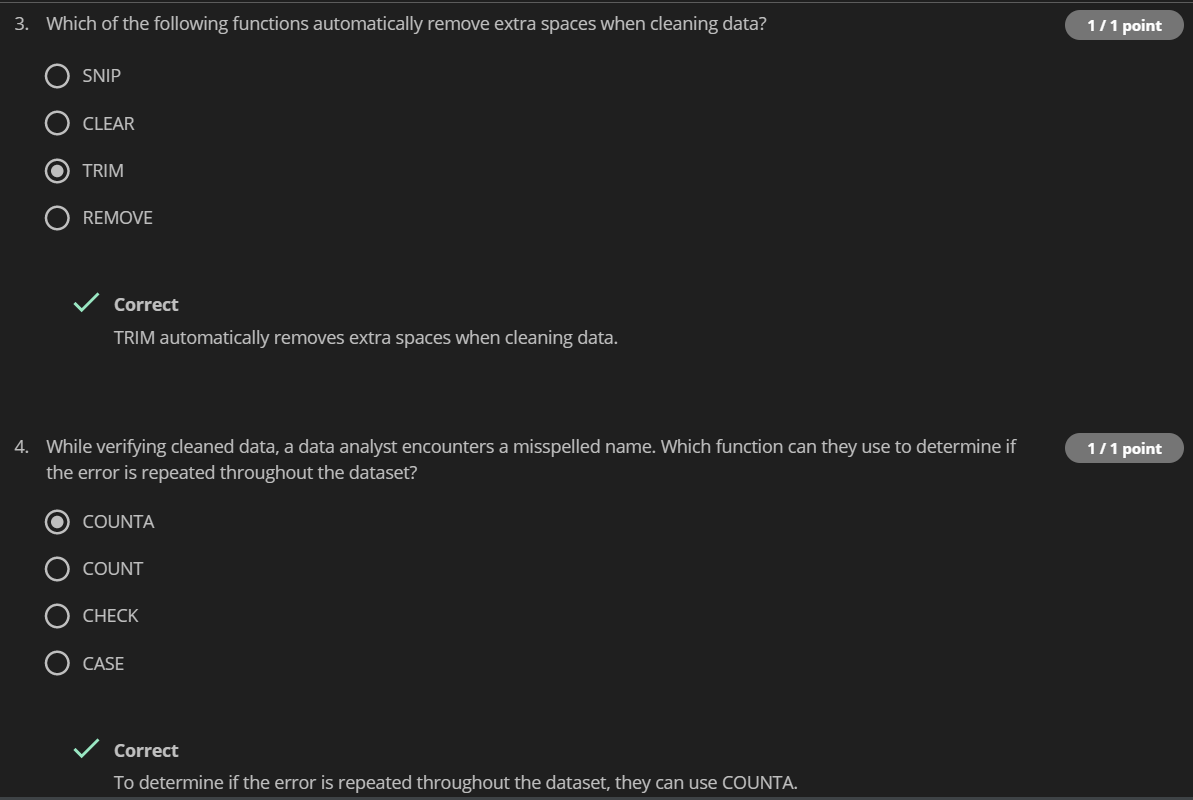 3. Which of the following functions automatically remove extra spaces when cleaning data?
1 / 1 point
SNIP
CLEAR
TRIM
REMOVE
Correct
TRIM automatically removes extra spaces when cleaning data.
4. While verifying cleaned data, a data analyst encounters a misspelled name. Which function can they use to determine if
1 / 1 point
the error is repeated throughout the dataset?
COUNTA
COUNT
CHECK
CASE
Correct
To determine if the error is repeated throughout the dataset, they can use COUNTA.